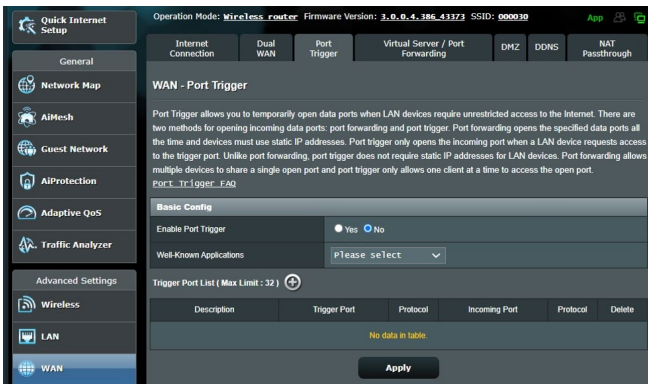 Quick Internet
Setup
Operation Mode: Wireless router Firmware Version: 3.0.0.4.386_43373 SSID: 000030
App
General
Network Map
AiMesh
Guest Network
AiProtection
Adaptive QoS
Traffic Analyzer
Advanced Settings
Wireless
LAN
WAN
Internet
Connection
Dual
WAN
Port
Trigger
Virtual Server / Port
Forwarding
DMZ
DDNS
NAT
Passthrough
WAN - Port Trigger
Port Trigger allows you to temporarily open data ports when LAN devices require unrestricted access to the Internet. There are
two methods for opening incoming data ports: port forwarding and port trigger. Port forwarding opens the specified data ports all
the time and devices must use static IP addresses. Port trigger only opens the incoming port when a LAN device requests access
to the trigger port. Unlike port forwarding, port trigger does not require static IP addresses for LAN devices. Port forwarding allows
multiple devices to share a single open port and port trigger only allows one client at a time to access the open port.
Port Trigger FAQ
Basic Config
Enable Port Trigger Yes No
Well-Known Applications Please select
Trigger Port List ( Max Limit : 32 )
Description Trigger Port Protocol Incoming Port Protocol Delete
No data in table.
Apply